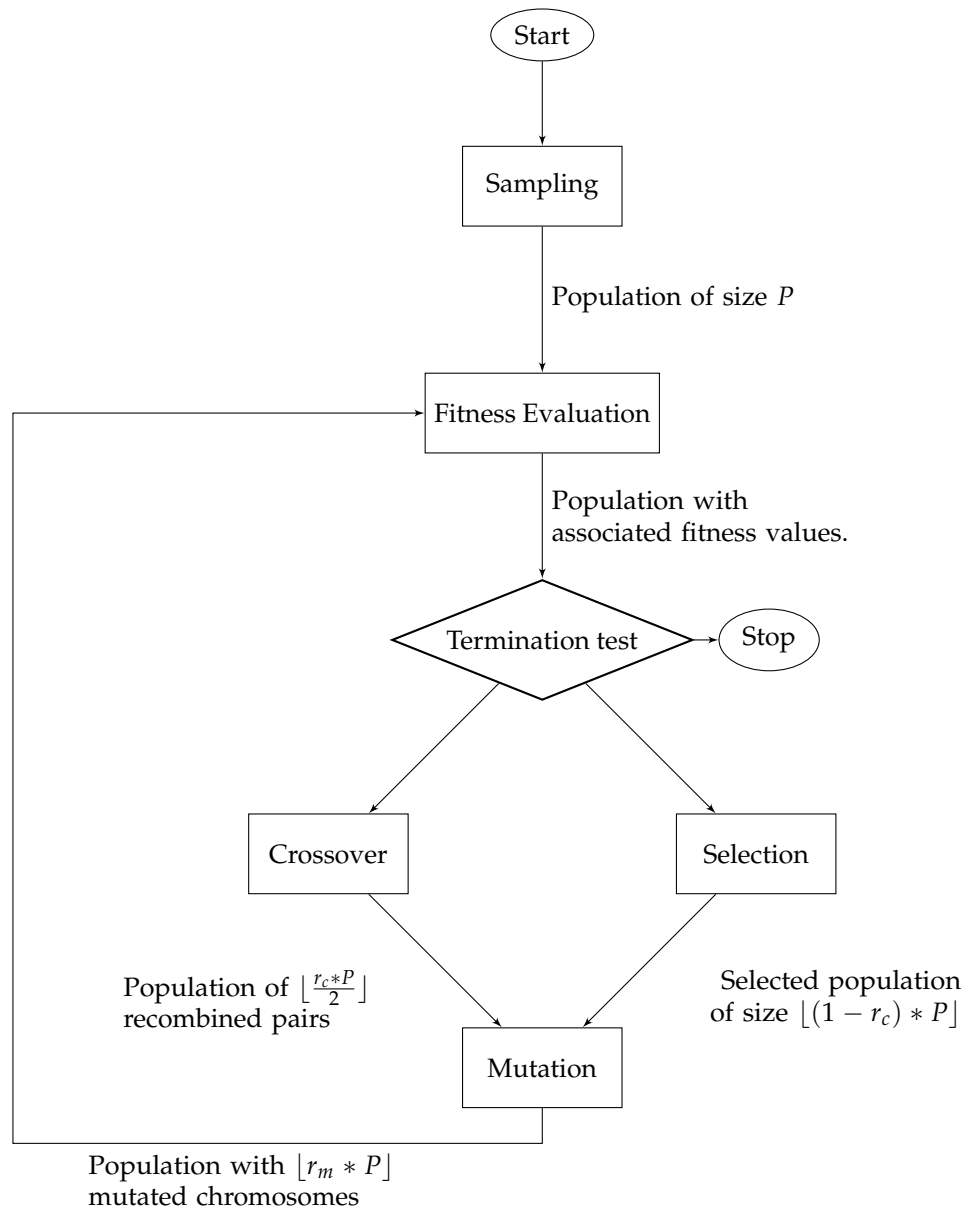 Start
Sampling
Population of size P
Fitness Evaluation
Population with
associated fitness values.
Termination test
Stop
Crossover
Selection
Population of ⌊\frac{r_c*P}{2}⌋
recombined pairs
Selected population
of size ⌊(1 − r_c) * P⌋
Mutation
Population with ⌊r_m * P⌋
mutated chromosomes